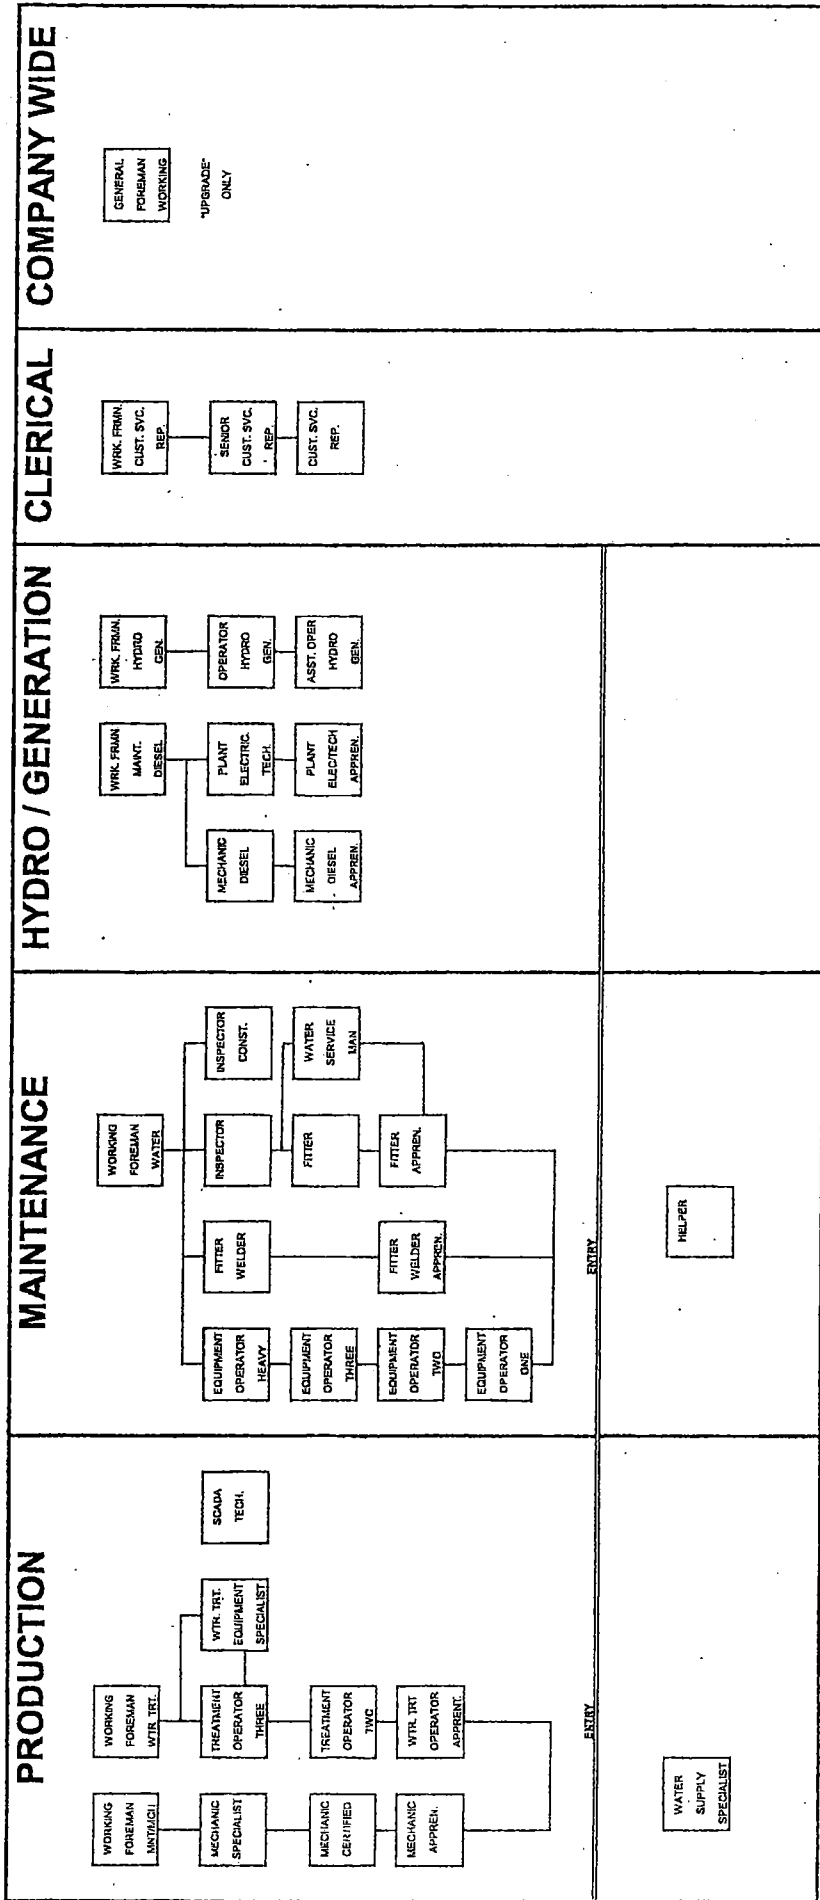 PRODUCTION
WORKING
FOREMAN
MNT/MCH
WORKING
FOREMAN
WTR. TRT.
MECHANIC
SPECIALIST
TREATMENT
OPERATOR
THREE
WTR. TRT.
EQUIPMENT
SPECIALIST
SCADA
TECH.
MECHANIC
CERTIFIED
TREATMENT
OPERATOR
TWO
MECHANIC
APPREN.
WTR. TRT
OPERATOR
APPRENT.
ENTRY
WATER
SUPPLY
SPECIALIST
MAINTENANCE
WORKING
FOREMAN
WATER
EQUIPMENT
OPERATOR
HEAVY
FITTER
WELDER
INSPECTOR
INSPECTOR
CONST.
EQUIPMENT
OPERATOR
THREE
FITTER
WATER
SERVICE
MAN
EQUIPMENT
OPERATOR
TWO
FITTER
WELDER
APPREN.
FITTER
APPREN.
EQUIPMENT
OPERATOR
ONE
ENTRY
HELPER
HYDRO / GENERATION
WRK. FRMN.
MAINT.
DIESEL
WRK. FRMN.
HYDRO
GEN.
MECHANIC
DIESEL
PLANT
ELECTRIC.
TECH.
OPERATOR
HYDRO
GEN.
MECHANIC
DIESEL
APPREN.
PLANT
ELEC/TECH
APPREN.
ASST. OPER
HYDRO
GEN.
CLERICAL
WRK. FRMN.
CUST. SVC.
REP.
SENIOR
CUST. SVC.
REP.
CUST. SVC.
REP.
COMPANY WIDE
GENERAL
FOREMAN
WORKING
"UPGRADE"
ONLY